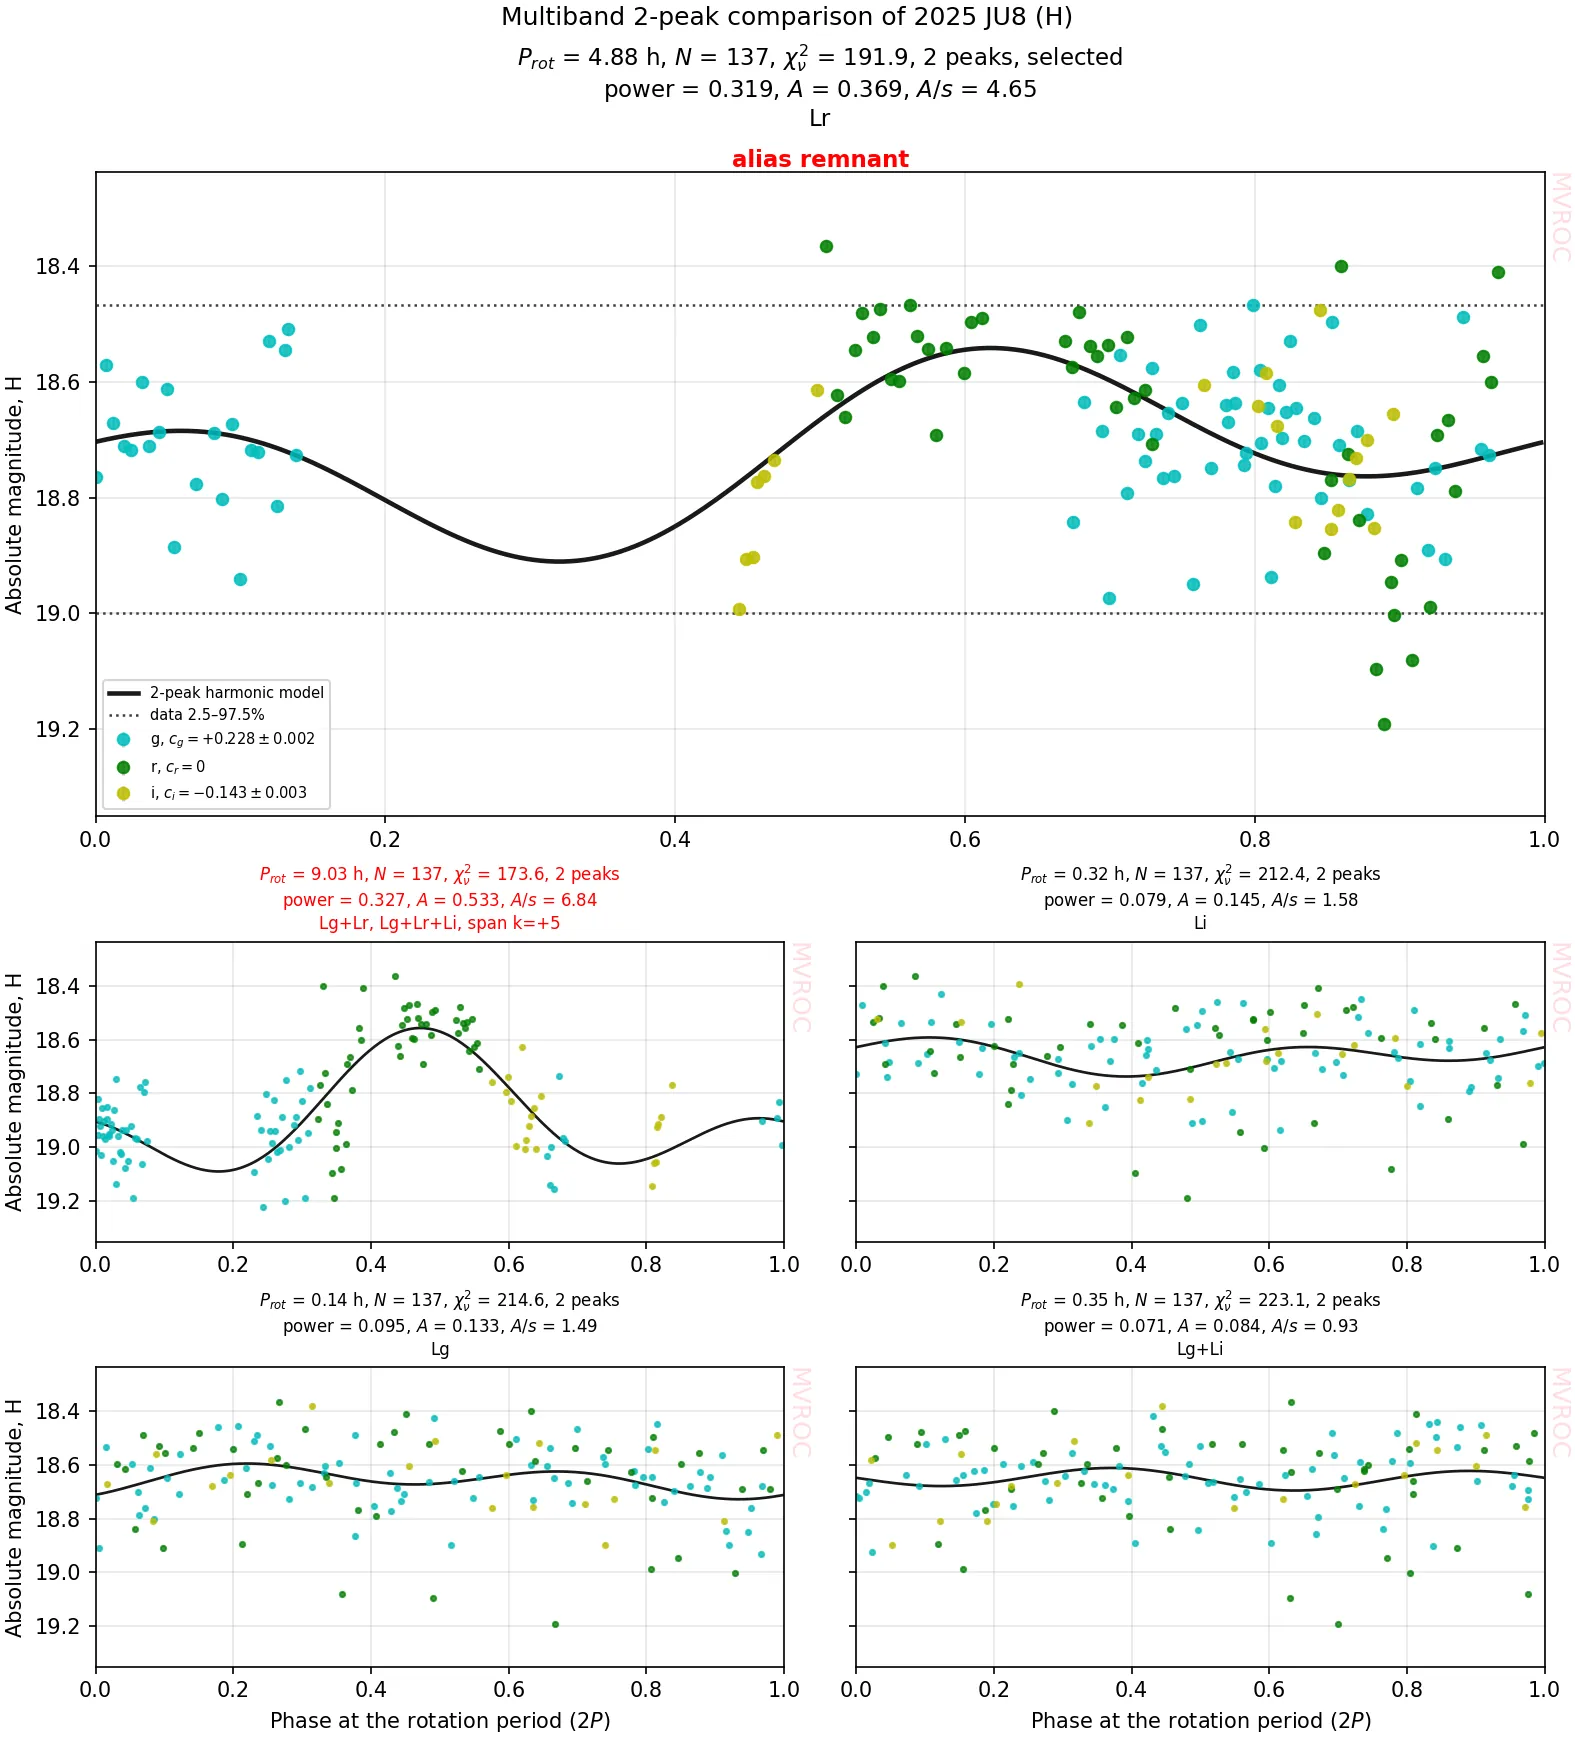 Multiband 2-peak comparison of 2025 JU8 (H)
P_rot = 4.88 h, N = 137, χ²_ν = 191.9, 2 peaks, selected
power = 0.319, A = 0.369, A/s = 4.65
Lr
alias remnant
MVROC
Absolute magnitude, H
18.4
18.6
18.8
19.0
19.2
2-peak harmonic model
data 2.5–97.5%
g, c_g = +0.228 ± 0.002
r, c_r = 0
i, c_i = −0.143 ± 0.003
0.0 0.2 0.4 0.6 0.8 1.0
P_rot = 9.03 h, N = 137, χ²_ν = 173.6, 2 peaks
power = 0.327, A = 0.533, A/s = 6.84
Lg+Lr, Lg+Lr+Li, span k=+5
MVROC
Absolute magnitude, H
18.4
18.6
18.8
19.0
19.2
0.0 0.2 0.4 0.6 0.8 1.0
P_rot = 0.32 h, N = 137, χ²_ν = 212.4, 2 peaks
power = 0.079, A = 0.145, A/s = 1.58
Li
MVROC
0.0 0.2 0.4 0.6 0.8 1.0
P_rot = 0.14 h, N = 137, χ²_ν = 214.6, 2 peaks
power = 0.095, A = 0.133, A/s = 1.49
Lg
MVROC
Absolute magnitude, H
18.4
18.6
18.8
19.0
19.2
0.0 0.2 0.4 0.6 0.8 1.0
Phase at the rotation period (2P)
P_rot = 0.35 h, N = 137, χ²_ν = 223.1, 2 peaks
power = 0.071, A = 0.084, A/s = 0.93
Lg+Li
MVROC
0.0 0.2 0.4 0.6 0.8 1.0
Phase at the rotation period (2P)